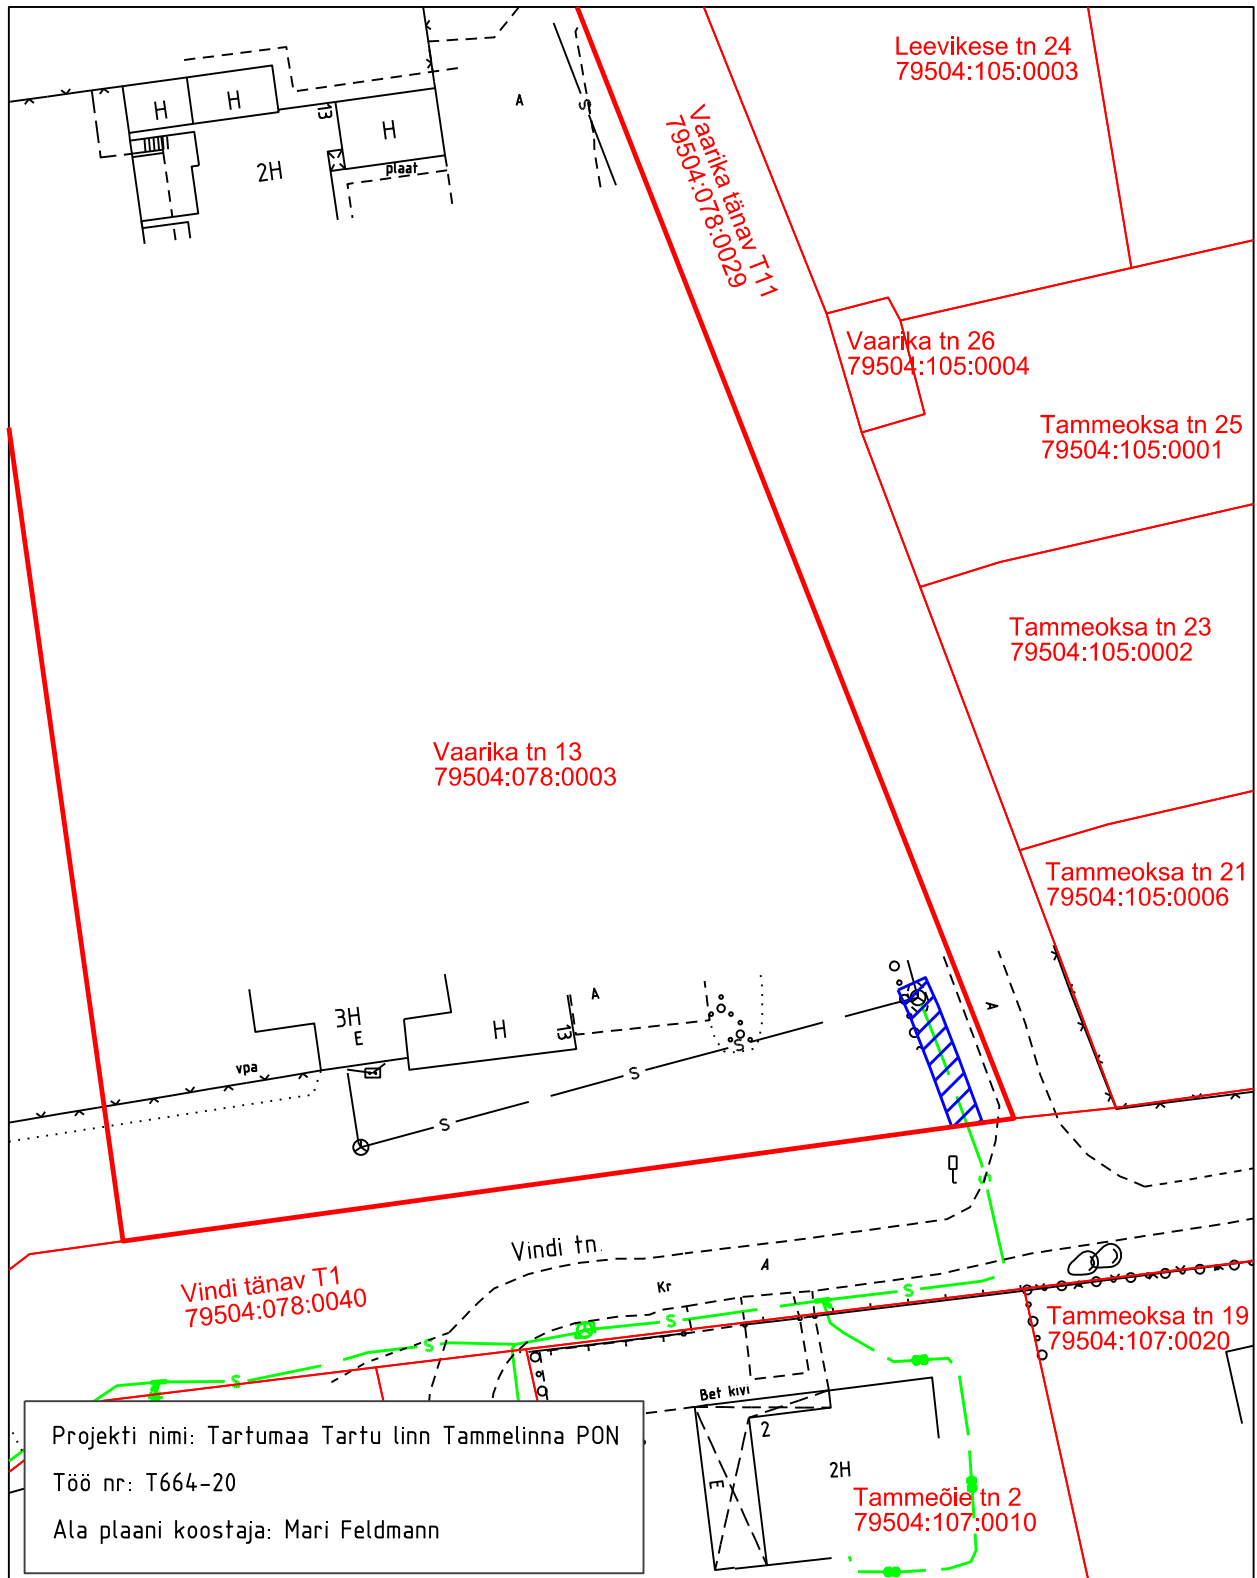 Leevikese tn 24
79504:105:0003
H
H
13
H
plaat
2H
A
S
Vaarika tänav T11
79504:078:0029
Vaarika tn 26
79504:105:0004
Tammeoksa tn 25
79504:105:0001
Tammeoksa tn 23
79504:105:0002
Vaarika tn 13
79504:078:0003
Tammeoksa tn 21
79504:105:0006
3H
E
H
13
A
A
vpa
S
S
S
S
Vindi tn.
A
Kr
Vindi tänav T1
79504:078:0040
S
S
S
S
Tammeoksa tn 19
79504:107:0020
Bet kivi
2
E
2H
Tammeõie tn 2
79504:107:0010
Projekti nimi: Tartumaa Tartu linn Tammelinna PON
Töö nr: T664-20
Ala plaani koostaja: Mari Feldmann